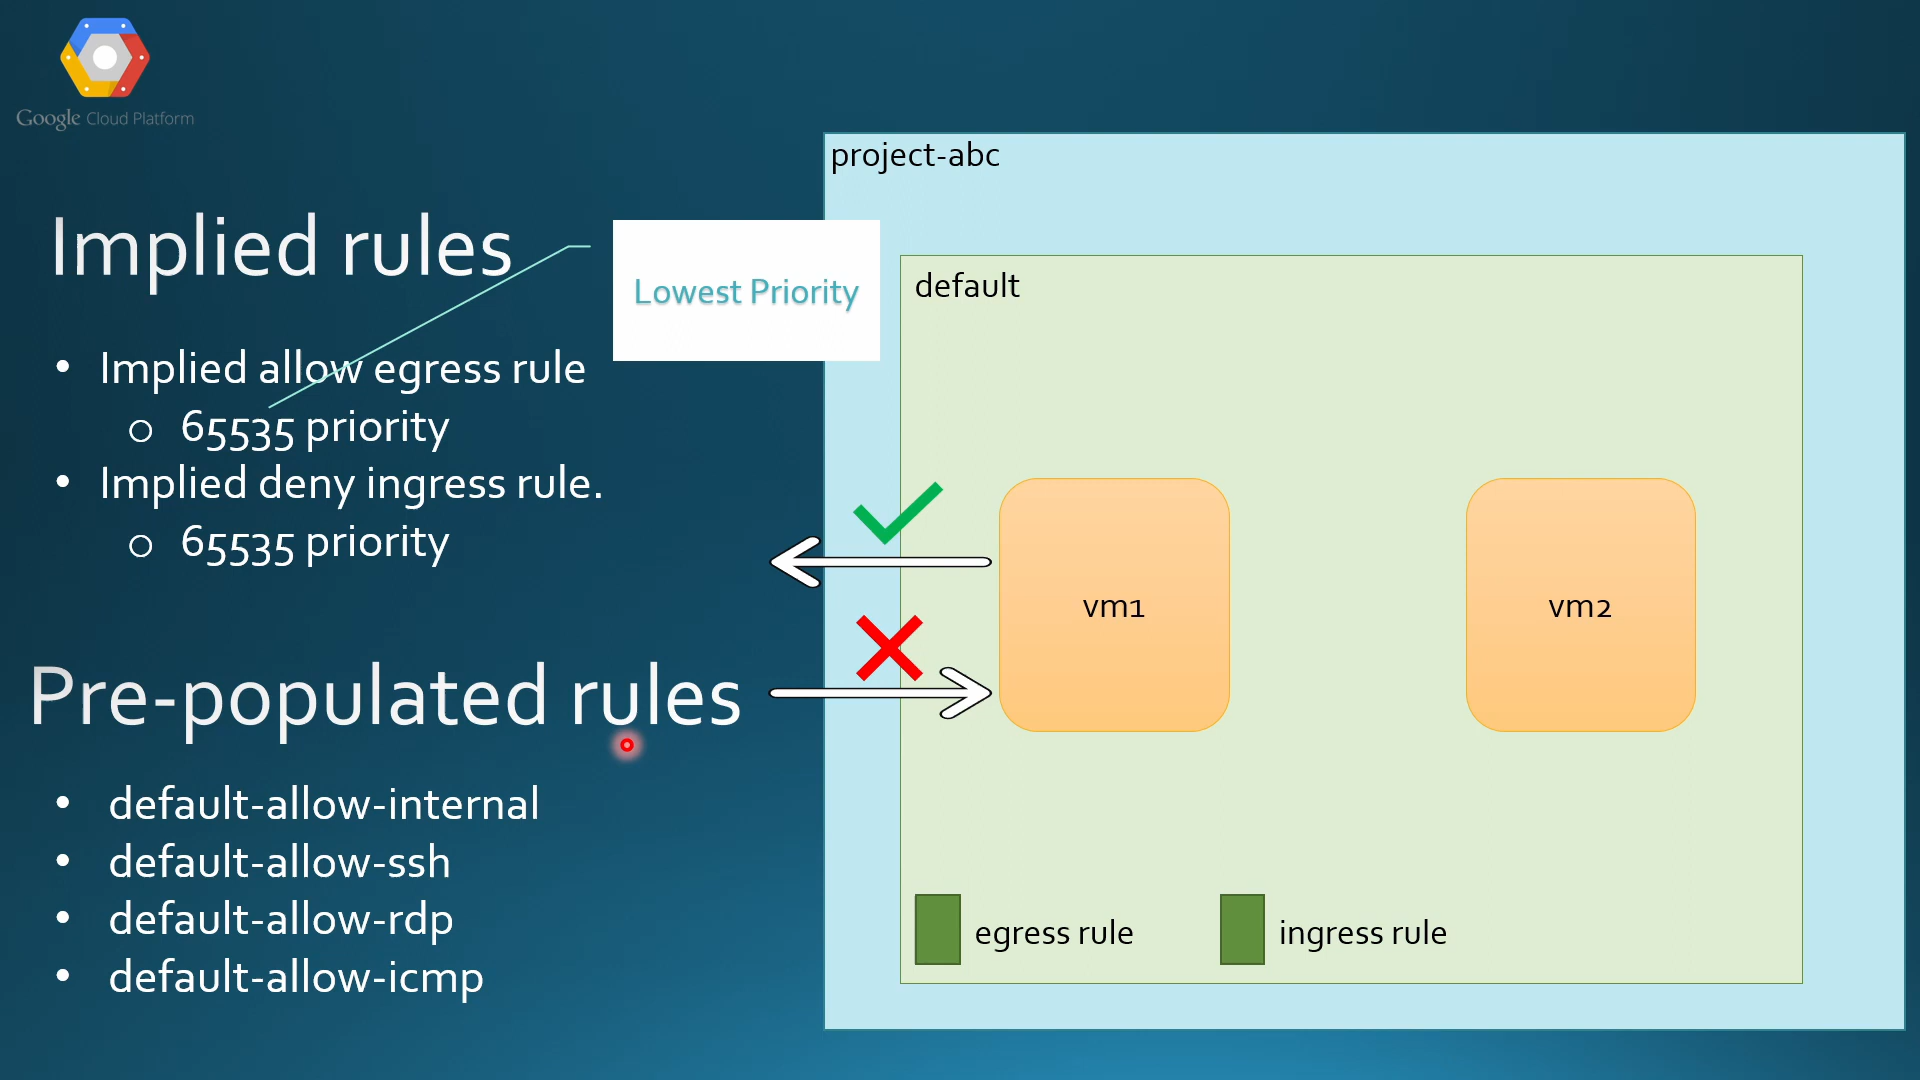 Google Cloud Platform
Implied rules
• Implied allow egress rule
o 65535 priority
• Implied deny ingress rule.
o 65535 priority
Pre-populated rules
• default-allow-internal
• default-allow-ssh
• default-allow-rdp
• default-allow-icmp
Lowest Priority
project-abc
default
vm1
vm2
egress rule
ingress rule